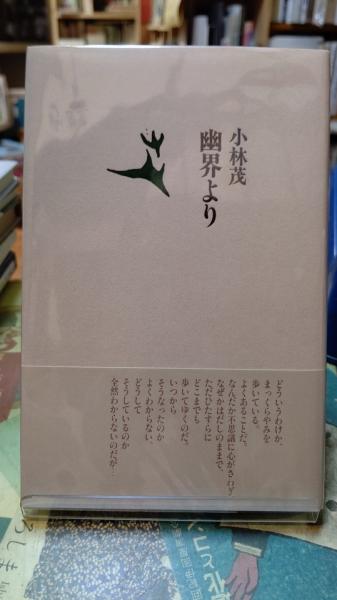 小林茂
幽界より
どういうわけか、
まっくらやみを
歩いている。
よくあることだ。
なんだか不思議に心がさわぎ
なぜかはだしのままで、
ただひたすらに
どこまでも
歩いてゆくのだ。
いつから
そうなったのか
よくわからない、
どうして
そうしているのか
全然わからないのだが…